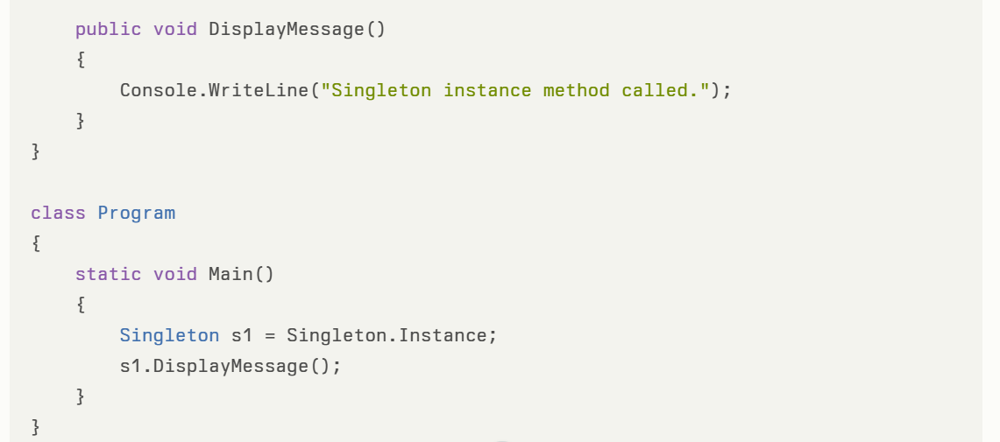 public void DisplayMessage()
    {
        Console.WriteLine("Singleton instance method called.");
    }
}

class Program
{
    static void Main()
    {
        Singleton s1 = Singleton.Instance;
        s1.DisplayMessage();
    }
}